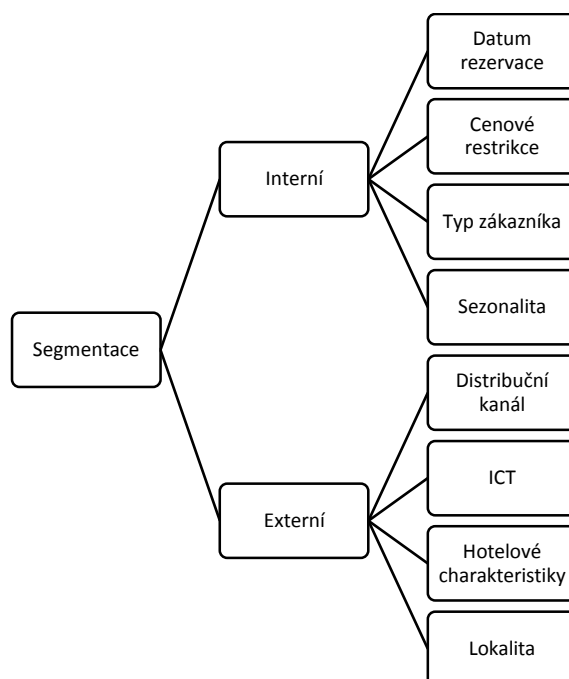 Datum
rezervace
Cenové
restrikce
Interní
Typ zákazníka
Sezonalita
Segmentace
Distribuční
kanál
ICT
Externí
Hotelové
charakteristiky
Lokalita